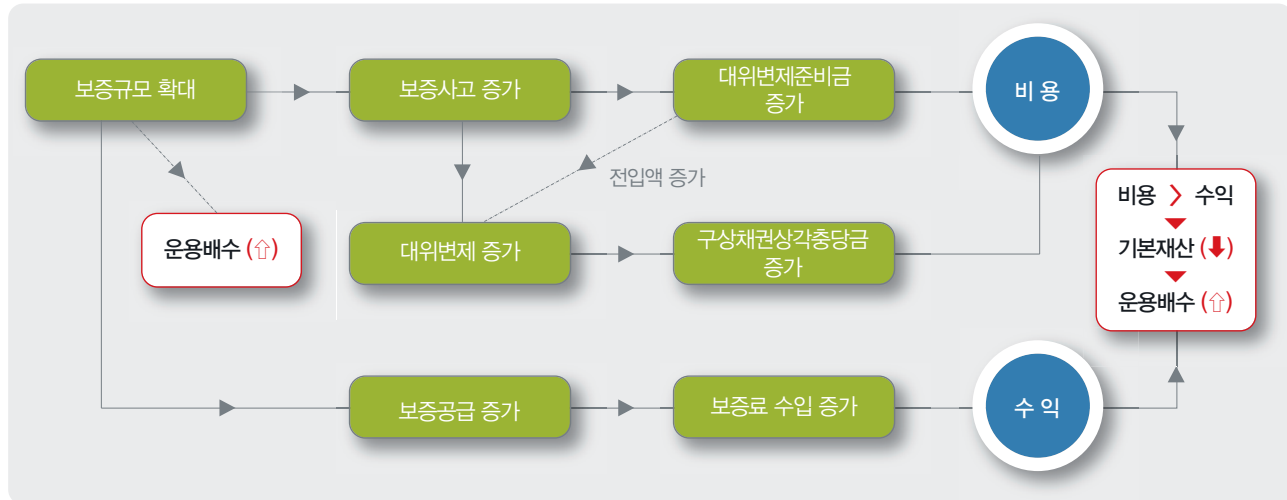 보증규모 확대
보증사고 증가
대위변제준비금
증가
비 용
전입액 증가
운용배수 (⇧)
대위변제 증가
구상채권상각충당금
증가
비용 > 수익
기본재산 (⬇)
운용배수 (⇧)
보증공급 증가
보증료 수입 증가
수 익